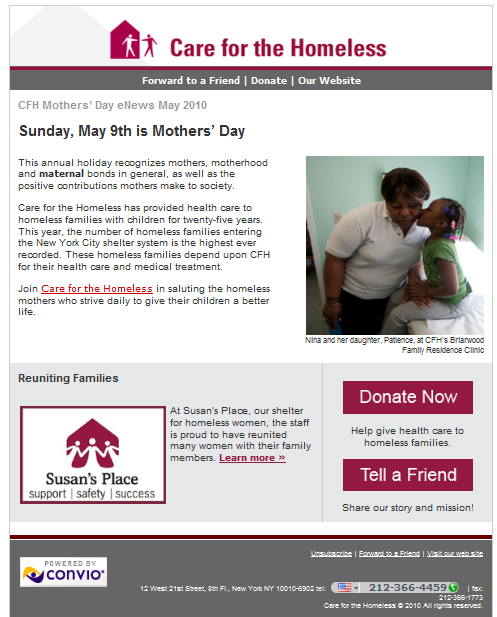 Care for the Homeless
Forward to a Friend | Donate | Our Website
CFH Mothers' Day eNews May 2010
Sunday, May 9th is Mothers' Day
This annual holiday recognizes mothers, motherhood
and maternal bonds in general, as well as the
positive contributions mothers make to society.
Care for the Homeless has provided health care to
homeless families with children for twenty-five years.
This year, the number of homeless families entering
the New York City shelter system is the highest ever
recorded. These homeless families depend upon CFH
for their health care and medical treatment.
Join Care for the Homeless in saluting the homeless
mothers who strive daily to give their children a better
life.
Nina and her daughter, Patience, at CFH's Briarwood
Family Residence Clinic
Reuniting Families
Susan's Place
support | safety | success
At Susan's Place, our shelter
for homeless women, the staff
is proud to have reunited
many women with their family
members. Learn more »
Donate Now
Help give health care to
homeless families.
Tell a Friend
Share our story and mission!
POWERED BY
convio
Unsubscribe | Forward to a Friend | Visit our web site
12 West 21st Street, 8th Fl., New York NY 10010-6902 tel: 212-366-4459 | fax:
212-366-1773
Care for the Homeless © 2010 All rights reserved.